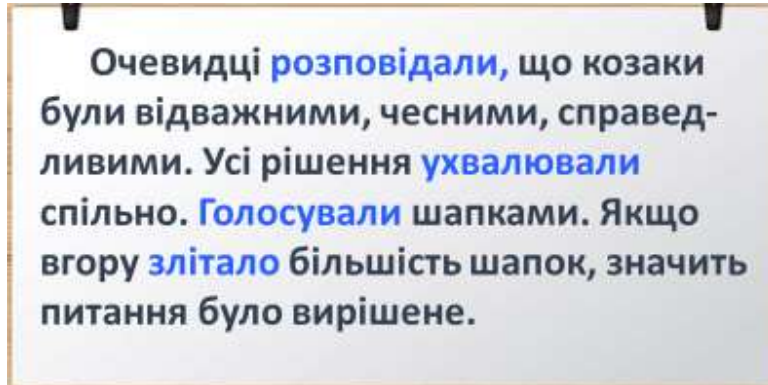 Очевидці розповідали, що козаки
були відважними, чесними, справед-
ливими. Усі рішення ухвалювали
спільно. Голосували шапками. Якщо
вгору злітало більшість шапок, значить
питання було вирішене.